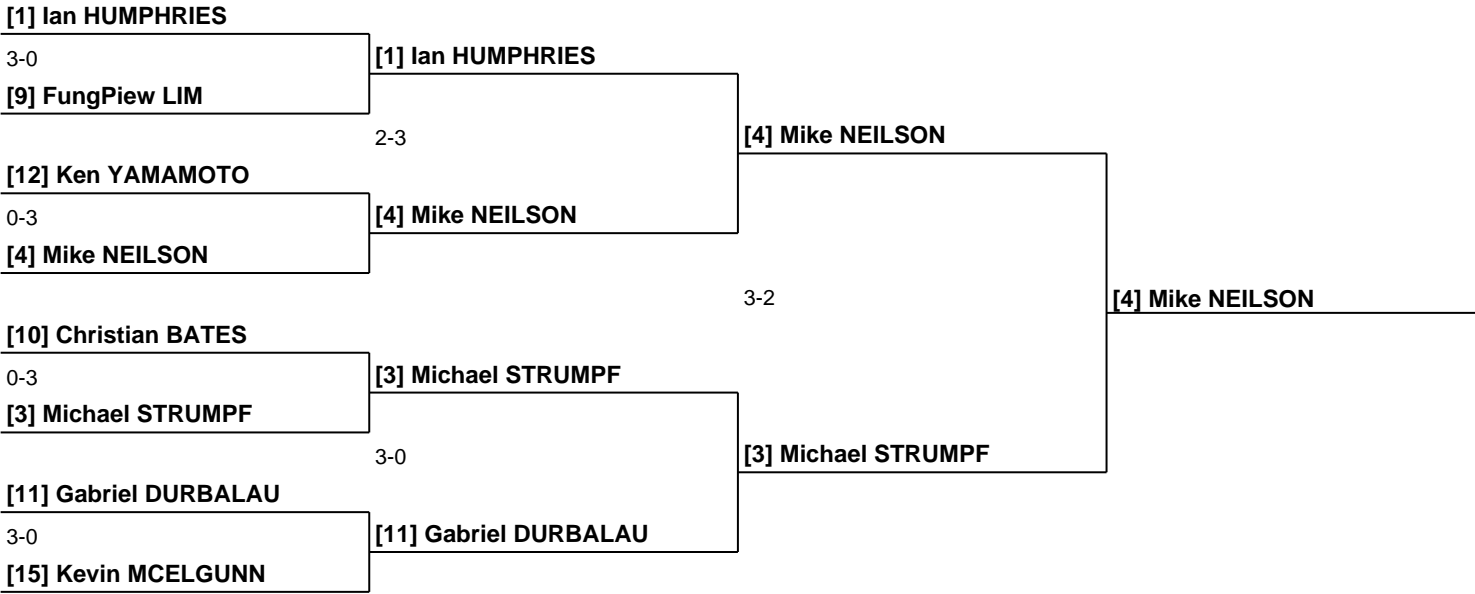 [1] Ian HUMPHRIES
3-0
[1] Ian HUMPHRIES
[9] FungPiew LIM
2-3
[4] Mike NEILSON
[12] Ken YAMAMOTO
0-3
[4] Mike NEILSON
[4] Mike NEILSON
3-2
[4] Mike NEILSON
[10] Christian BATES
0-3
[3] Michael STRUMPF
[3] Michael STRUMPF
3-0
[3] Michael STRUMPF
[11] Gabriel DURBALAU
3-0
[11] Gabriel DURBALAU
[15] Kevin MCELGUNN